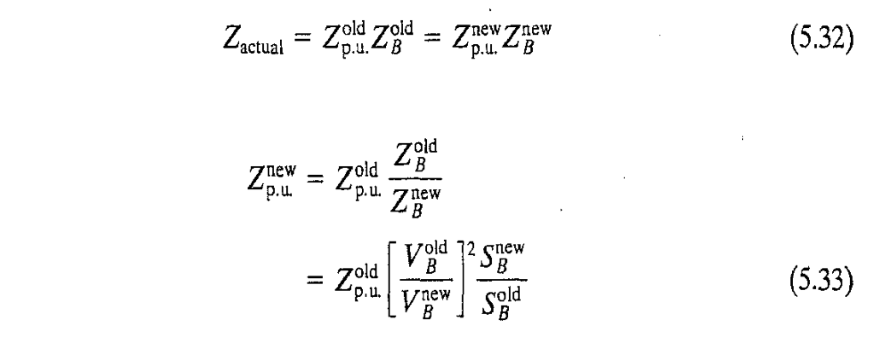 Z_actual = Z_p.u.^old Z_B^old = Z_p.u.^new Z_B^new (5.32)
Z_p.u.^new = Z_p.u.^old Z_B^old / Z_B^new
= Z_p.u.^old [V_B^old / V_B^new]^2 S_B^new / S_B^old (5.33)